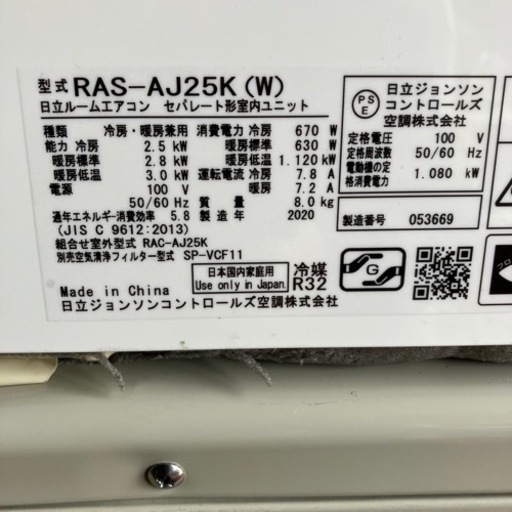 型式 RAS-AJ25K (W)
日立ルームエアコン セパレート形室内ユニット
種類 冷房・暖房兼用 消費電力 冷房 670 W
能力 冷房 2.5 kW 暖房標準 630 W
暖房標準 2.8 kW 暖房低温 1.120 kW
暖房低温 3.0 kW 運転電流 冷房 7.8 A
電源 100 V 暖房 7.2 A
50/60 Hz 質量 8.0 kg
通年エネルギー消費効率 5.8 製造年 2020
(JIS C 9612:2013)
組合せ室外型式 RAC-AJ25K
別売空気清浄フィルター型式 SP-VCF11
日本国内家庭用
Use only in Japan.
冷媒
R32
Made in China
日立ジョンソンコントロールズ空調株式会社
PS
E
日立ジョンソン
コントロールズ
空調株式会社
定格電圧 100 V
定格周波数 50/60 Hz
電動機の定
格消費電力 1.080 kW
製造番号 053669
G
フロ